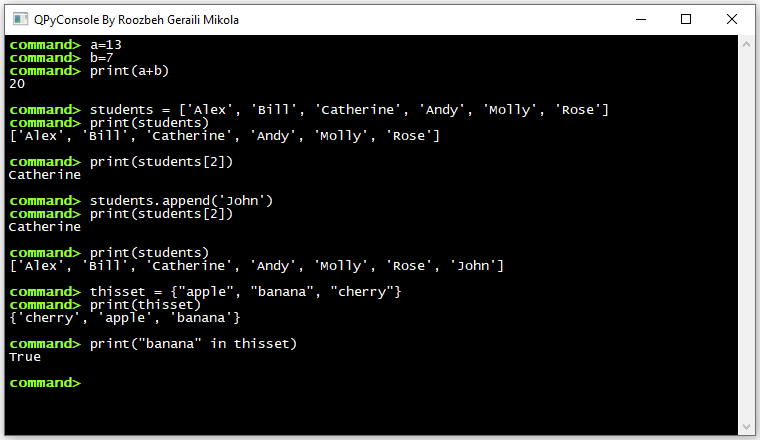 QPyConsole By Roozbeh Geraili Mikola
command> a=13
command> b=7
command> print(a+b)
20
command> students = ['Alex', 'Bill', 'Catherine', 'Andy', 'Molly', 'Rose']
command> print(students)
['Alex', 'Bill', 'Catherine', 'Andy', 'Molly', 'Rose']
command> print(students[2])
Catherine
command> students.append('John')
command> print(students[2])
Catherine
command> print(students)
['Alex', 'Bill', 'Catherine', 'Andy', 'Molly', 'Rose', 'John']
command> thisset = {"apple", "banana", "cherry"}
command> print(thisset)
{'cherry', 'apple', 'banana'}
command> print("banana" in thisset)
True
command>